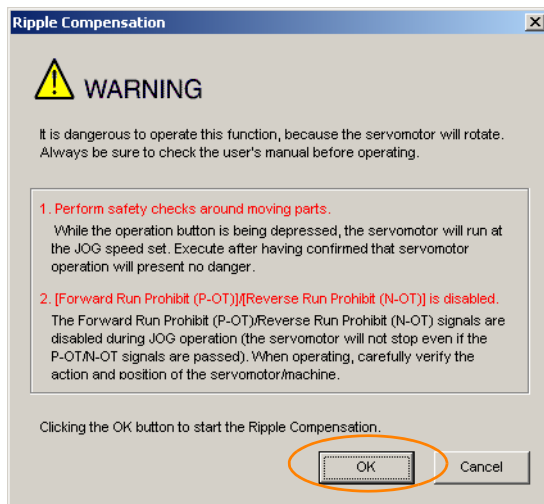 Ripple Compensation
WARNING
It is dangerous to operate this function, because the servomotor will rotate.
Always be sure to check the user's manual before operating.
1. Perform safety checks around moving parts.
While the operation button is being depressed, the servomotor will run at
the JOG speed set. Execute after having confirmed that servomotor
operation will present no danger.
2. [Forward Run Prohibit (P-OT)]/[Reverse Run Prohibit (N-OT)] is disabled.
The Forward Run Prohibit (P-OT)/Reverse Run Prohibit (N-OT) signals are
disabled during JOG operation (the servomotor will not stop even if the
P-OT/N-OT signals are passed). When operating, carefully verify the
action and position of the servomotor/machine.
Clicking the OK button to start the Ripple Compensation.
OK Cancel